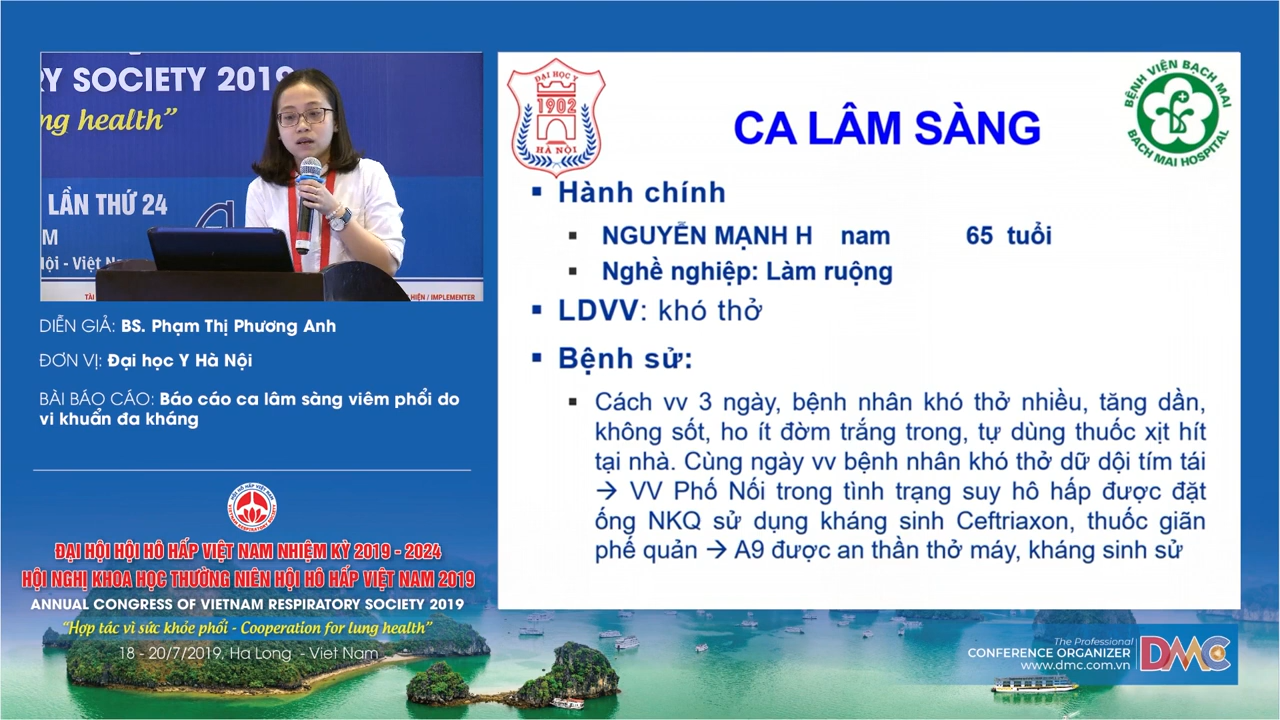 RY SOCIETY 2019
ng health”
LẦN THỨ 24
DIỄN GIẢ: BS. Phạm Thị Phương Anh
ĐƠN VỊ: Đại học Y Hà Nội
BÀI BÁO CÁO: Báo cáo ca lâm sàng viêm phổi do
vi khuẩn đa kháng
HỘI HÔ HẤP VIỆT NAM
VIETNAM RESPIRATORY SOCIETY
ĐẠI HỘI HỘI HÔ HẤP VIỆT NAM NHIỆM KỲ 2019 - 2024
HỘI NGHỊ KHOA HỌC THƯỜNG NIÊN HỘI HÔ HẤP VIỆT NAM 2019
ANNUAL CONGRESS OF VIETNAM RESPIRATORY SOCIETY 2019
“Hợp tác vì sức khỏe phổi - Cooperation for lung health”
18 - 20/7/2019, Ha Long - Viet Nam
ĐẠI HỌC Y
1902
HÀ NỘI
BỆNH VIỆN BẠCH MAI
BACH MAI HOSPITAL
CA LÂM SÀNG
▪ Hành chính
▪ NGUYỄN MẠNH H nam 65 tuổi
▪ Nghề nghiệp: Làm ruộng
▪ LDVV: khó thở
▪ Bệnh sử:
▪ Cách vv 3 ngày, bệnh nhân khó thở nhiều, tăng dần,
không sốt, ho ít đờm trắng trong, tự dùng thuốc xịt hít
tại nhà. Cùng ngày vv bệnh nhân khó thở dữ dội tím tái
→ VV Phố Nối trong tình trạng suy hô hấp được đặt
ống NKQ sử dụng kháng sinh Ceftriaxon, thuốc giãn
phế quản → A9 được an thần thở máy, kháng sinh sử
The Professional
CONFERENCE ORGANIZER
www.dmc.com.vn
DMC